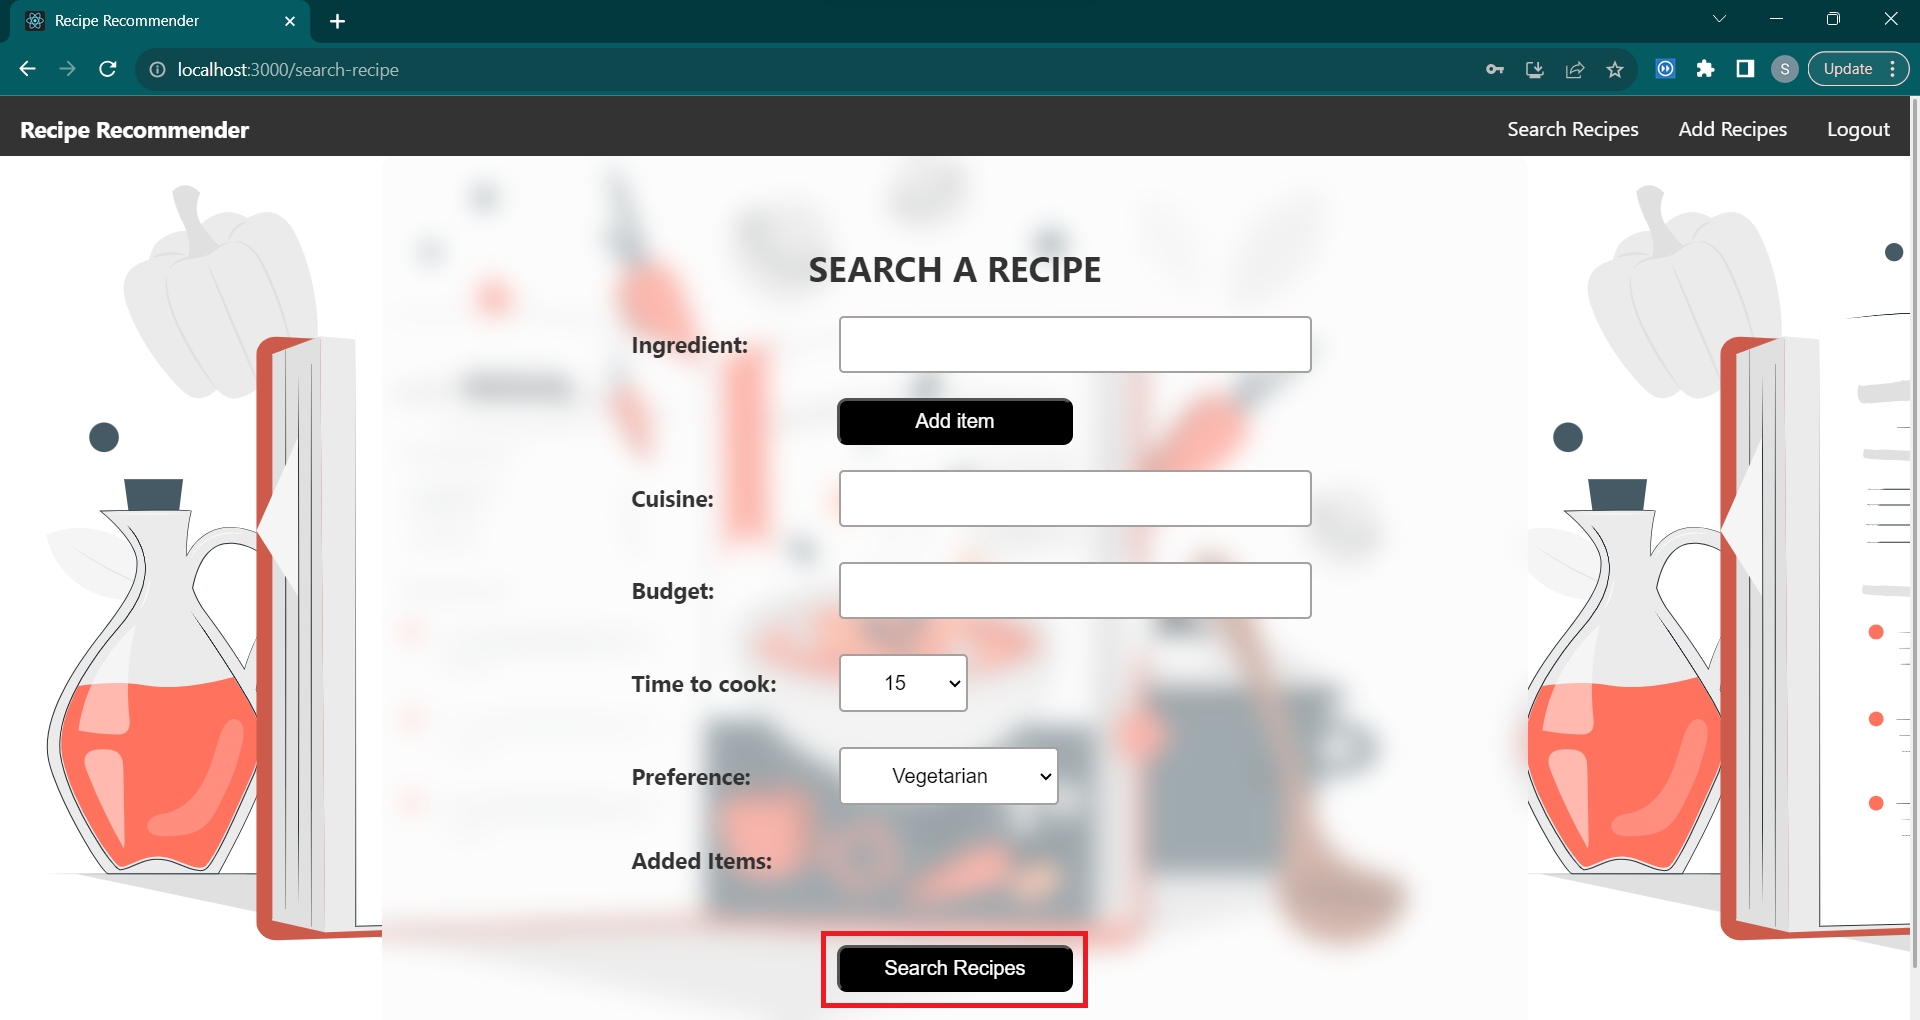 Recipe Recommender
localhost:3000/search-recipe
S
Update
Recipe Recommender
Search Recipes
Add Recipes
Logout
SEARCH A RECIPE
Ingredient:
Add item
Cuisine:
Budget:
Time to cook:
15
Preference:
Vegetarian
Added Items:
Search Recipes